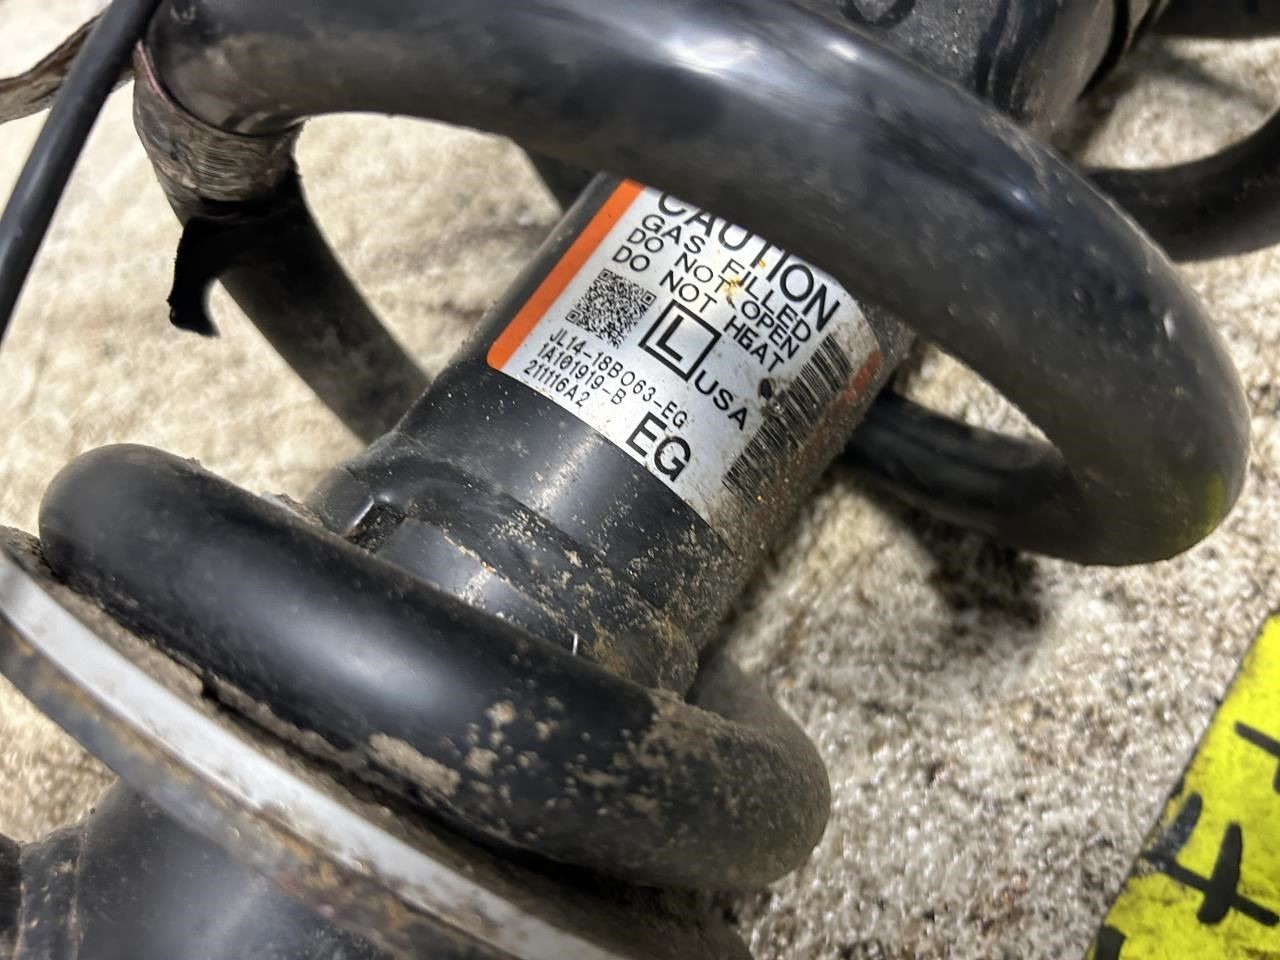 CAUTION
GAS FILLED
DO NOT OPEN
DO NOT HEAT
L USA
JL14-18B063-EG
1A101919-B
211116A2
EG